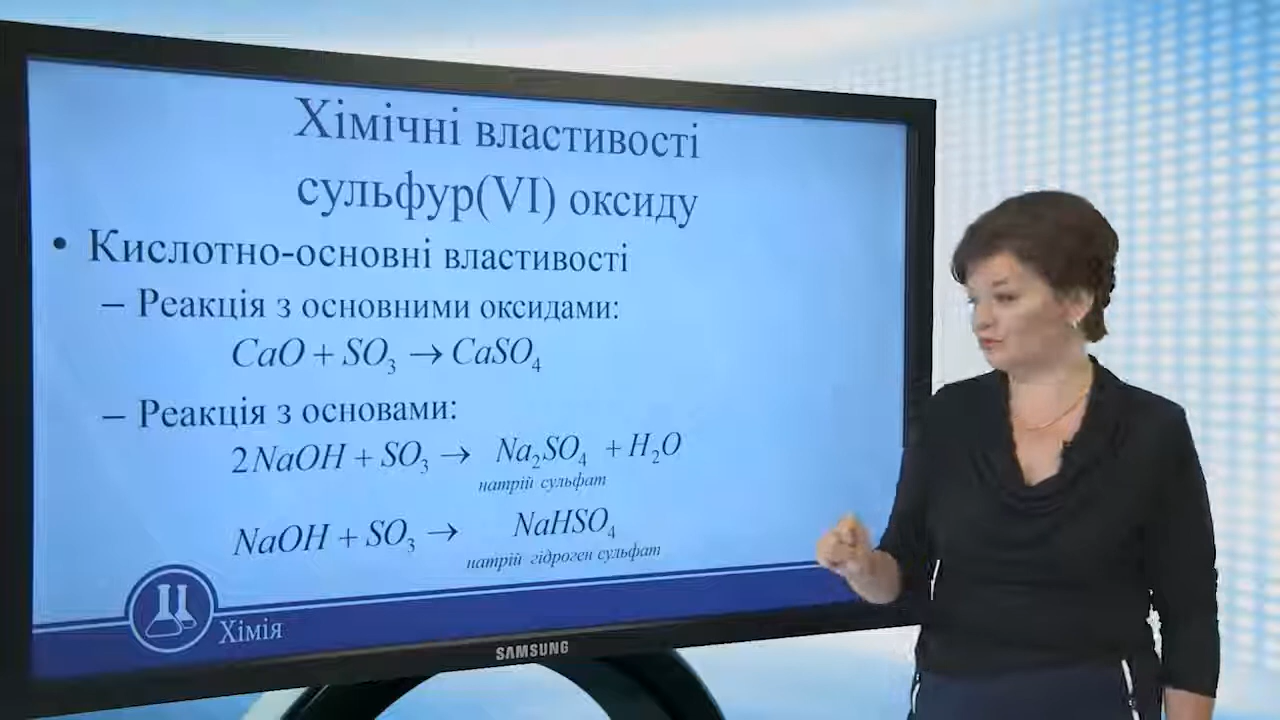 Хімічні властивості
сульфур(VI) оксиду
• Кислотно-основні властивості
– Реакція з основними оксидами:
CaO + SO₃ → CaSO₄
– Реакція з основами:
2NaOH + SO₃ → Na₂SO₄ + H₂O
натрій сульфат
NaOH + SO₃ → NaHSO₄
натрій гідроген сульфат
Хімія
SAMSUNG